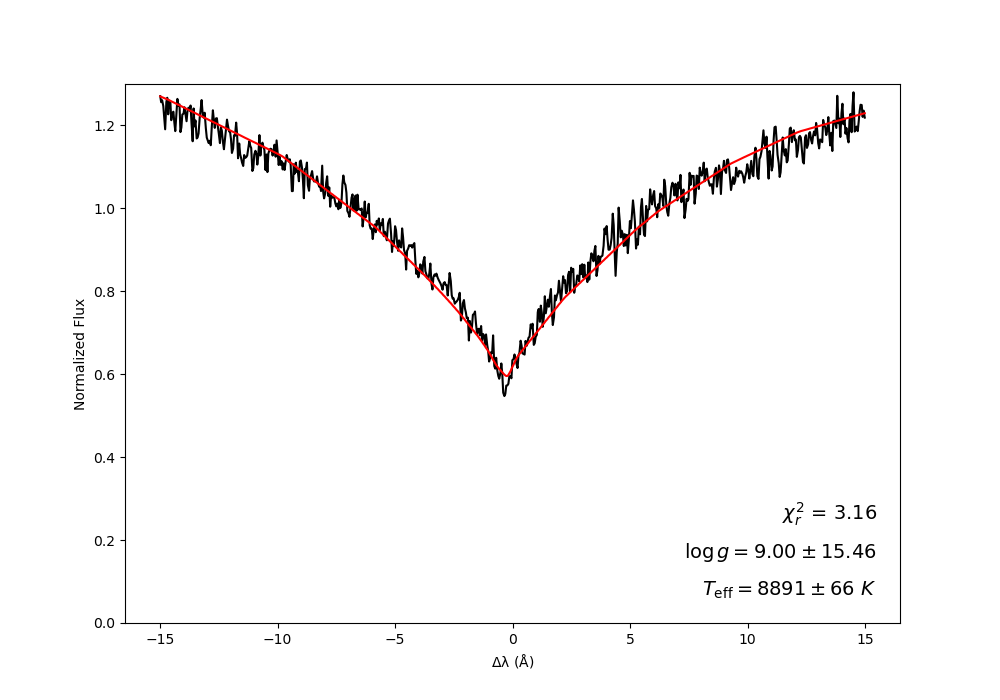 1.2
1.0
0.8
0.6
0.4
0.2
0.0
Normalized Flux
χ²ᵣ = 3.16
log g = 9.00 ± 15.46
T_eff = 8891 ± 66 K
−15 −10 −5 0 5 10 15
Δλ (Å)